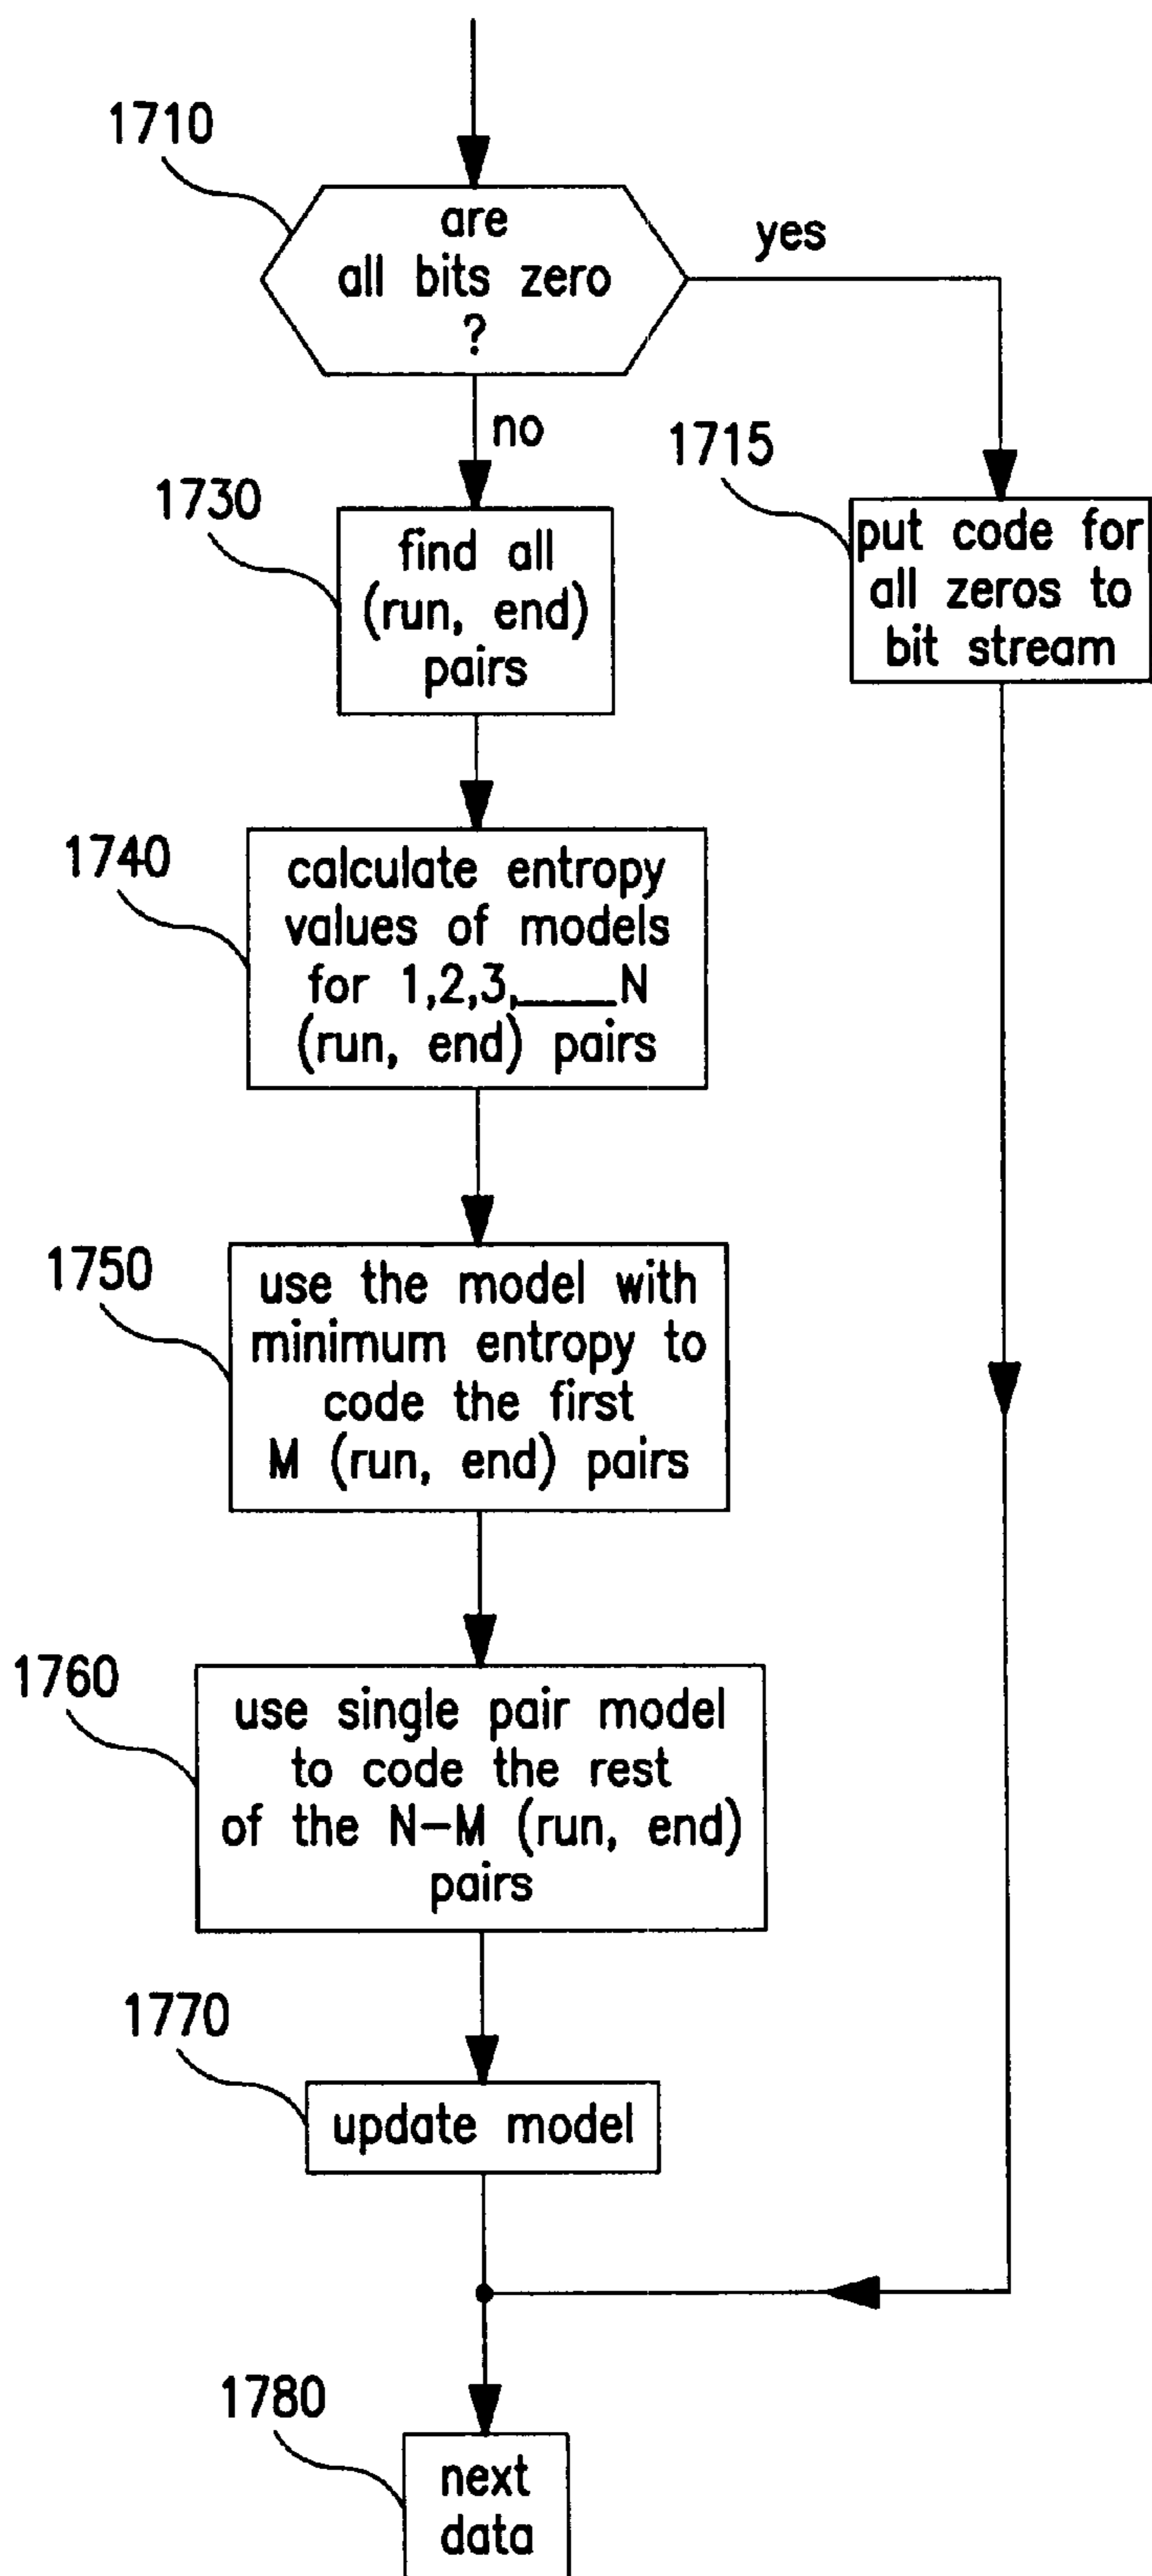 1710
are
all bits zero
?
yes
no
1715
put code for
all zeros to
bit stream
1730
find all
(run, end)
pairs
1740
calculate entropy
values of models
for 1,2,3,____N
(run, end) pairs
1750
use the model with
minimum entropy to
code the first
M (run, end) pairs
1760
use single pair model
to code the rest
of the N-M (run, end)
pairs
1770
update model
1780
next
data